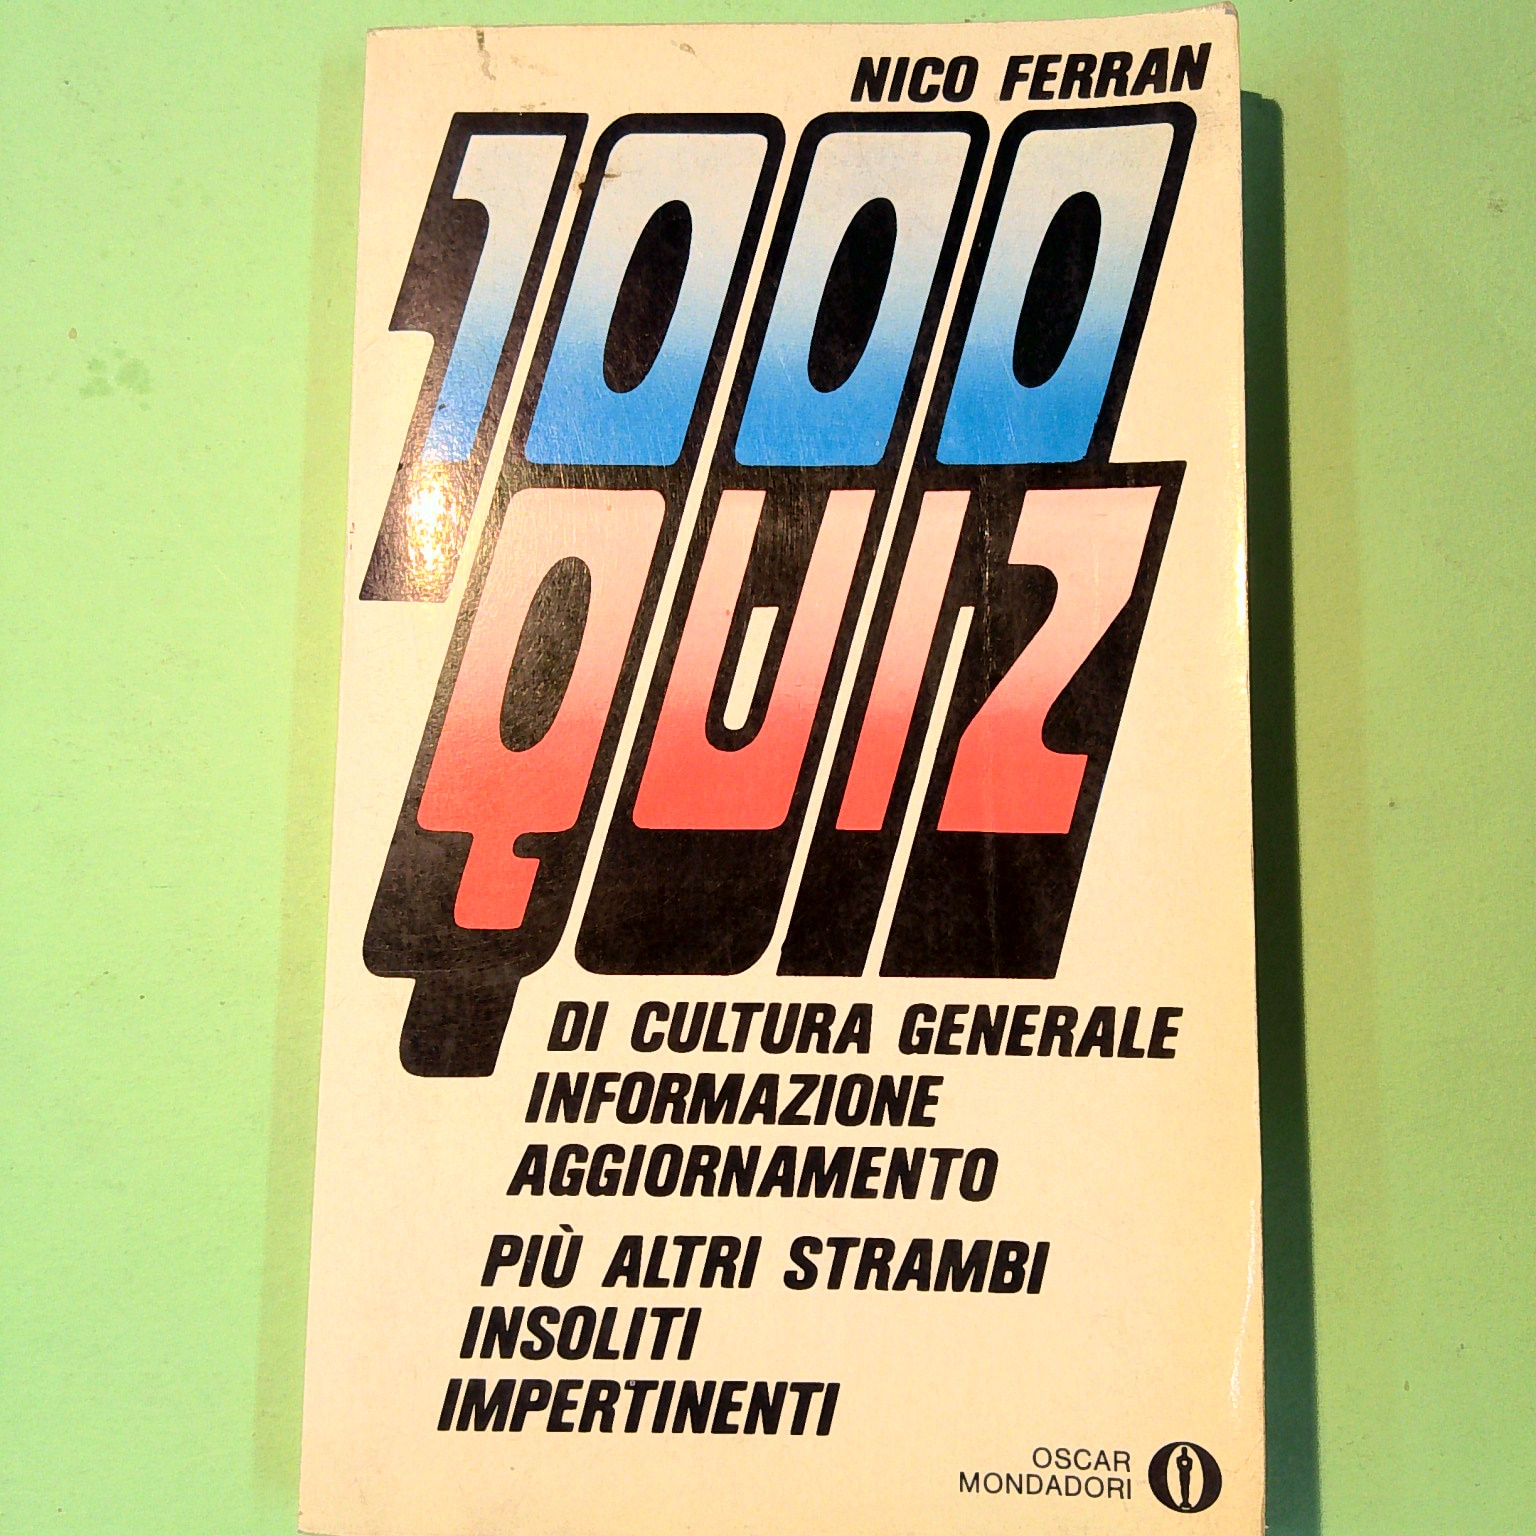 NICO FERRAN
1000
QUIZ
DI CULTURA GENERALE
INFORMAZIONE
AGGIORNAMENTO
PIÙ ALTRI STRAMBI
INSOLITI
IMPERTINENTI
OSCAR
MONDADORI